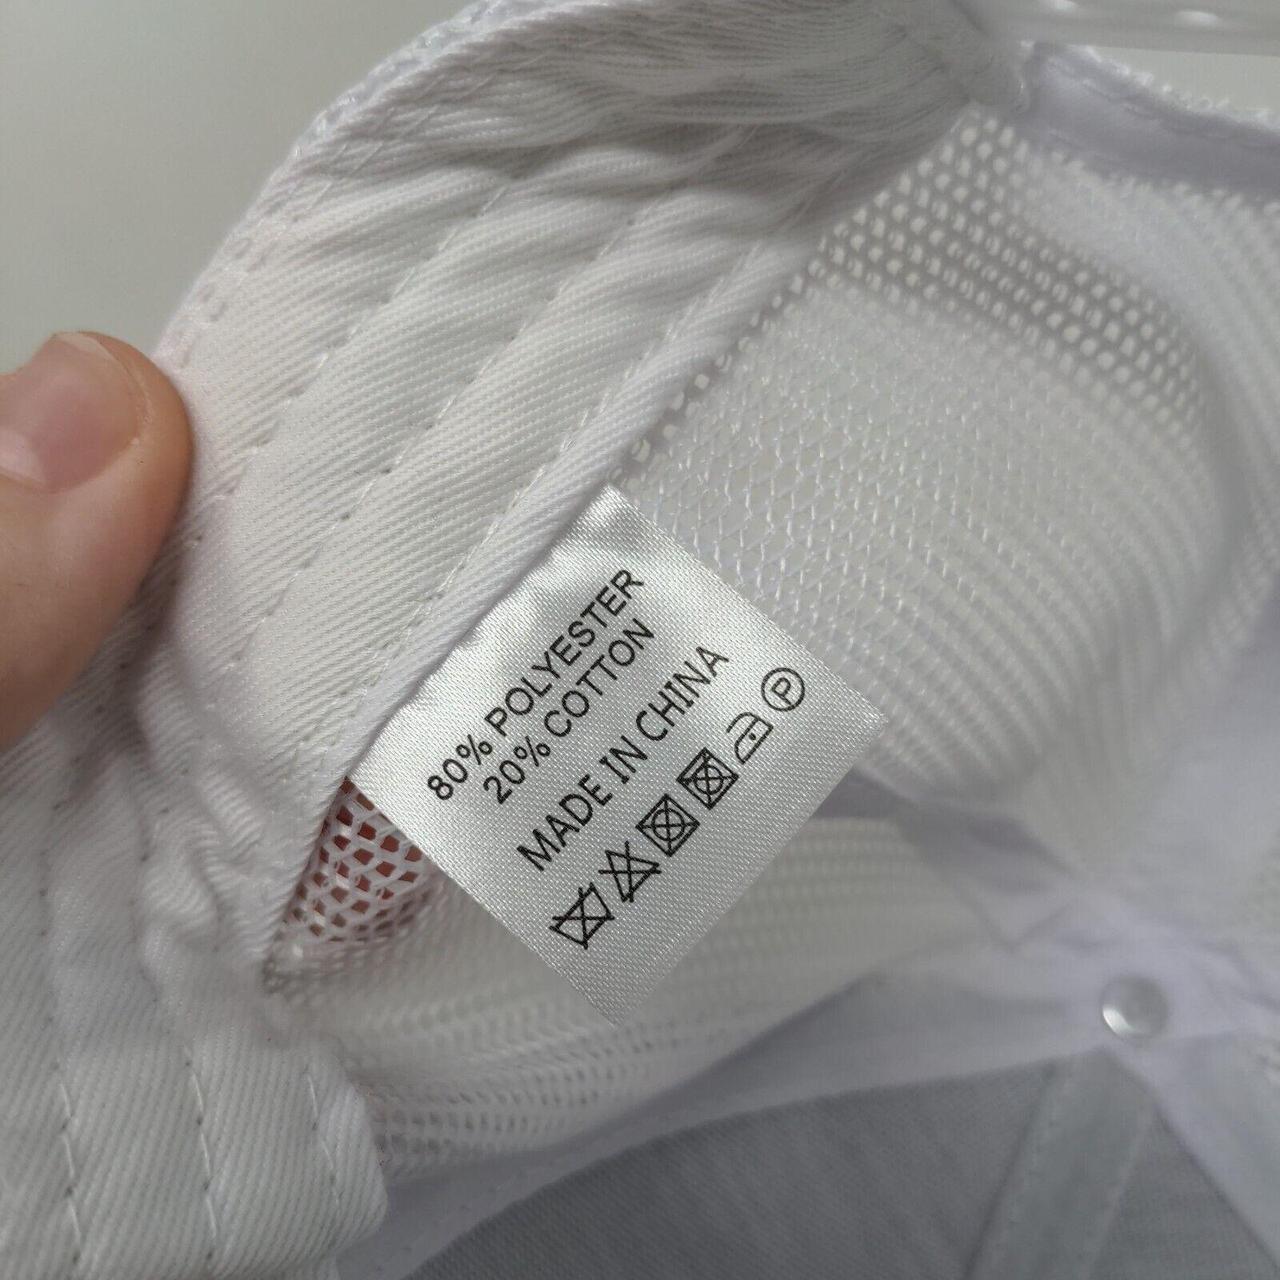 80% POLYESTER
20% COTTON
MADE IN CHINA
P